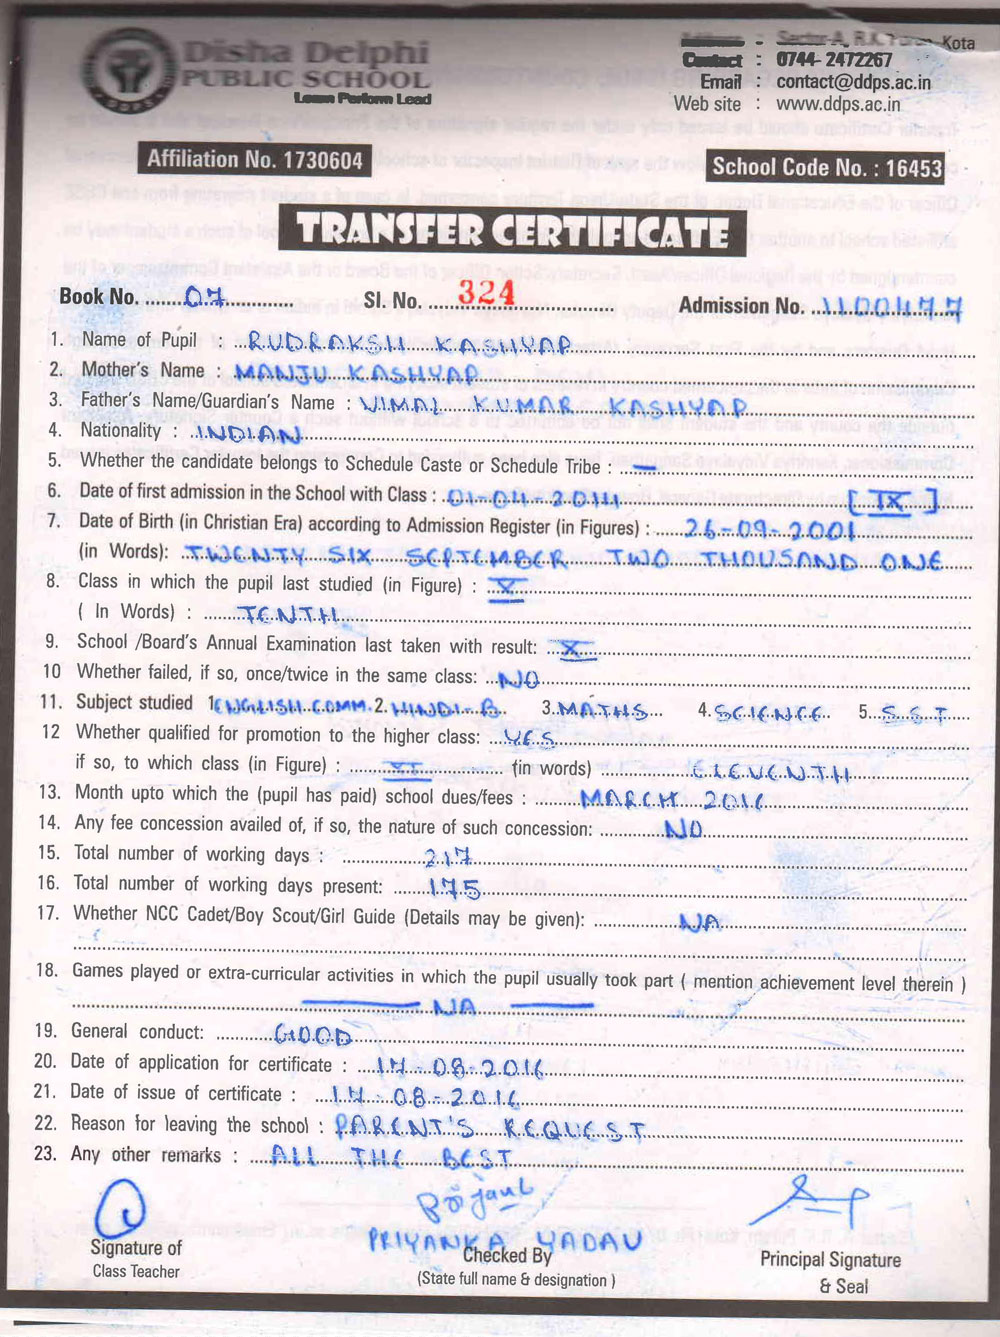 Disha Delphi
PUBLIC SCHOOL
Learn Perform Lead
DDPS
Sector-A, R.K. Puram, Kota
Contact : 0744- 2472267
Email : contact@ddps.ac.in
Web site : www.ddps.ac.in
Affiliation No. 1730604
School Code No. : 16453
TRANSFER CERTIFICATE
Book No. 07 Sl. No. 324 Admission No. 1100477
1. Name of Pupil : RUDRAKSH KASHYAP
2. Mother's Name : MANJU KASHYAP
3. Father's Name/Guardian's Name : VIMAL KUMAR KASHYAP
4. Nationality : INDIAN
5. Whether the candidate belongs to Schedule Caste or Schedule Tribe : —
6. Date of first admission in the School with Class : 01-04-2014 [IX]
7. Date of Birth (in Christian Era) according to Admission Register (in Figures) : 26-09-2001
(in Words): TWENTY SIX SEPTEMBER TWO THOUSAND ONE
8. Class in which the pupil last studied (in Figure) : X
( In Words) : TENTH
9. School /Board's Annual Examination last taken with result: X
10 Whether failed, if so, once/twice in the same class: NO
11. Subject studied 1. ENGLISH COMM. 2. HINDI-B 3. MATHS 4. SCIENCE 5. S.S.T
12 Whether qualified for promotion to the higher class: YES
if so, to which class (in Figure) : XI (in words) ELEVENTH
13. Month upto which the (pupil has paid) school dues/fees : MARCH 2016
14. Any fee concession availed of, if so, the nature of such concession: NO
15. Total number of working days : 217
16. Total number of working days present: 175
17. Whether NCC Cadet/Boy Scout/Girl Guide (Details may be given): NA
18. Games played or extra-curricular activities in which the pupil usually took part ( mention achievement level therein )
— NA —
19. General conduct: GOOD
20. Date of application for certificate : 17-08-2016
21. Date of issue of certificate : 17-08-2016
22. Reason for leaving the school : PARENT'S REQUEST
23. Any other remarks : ALL THE BEST
PRIYANKA YADAV
Signature of
Class Teacher
Checked By
(State full name & designation )
Principal Signature
& Seal